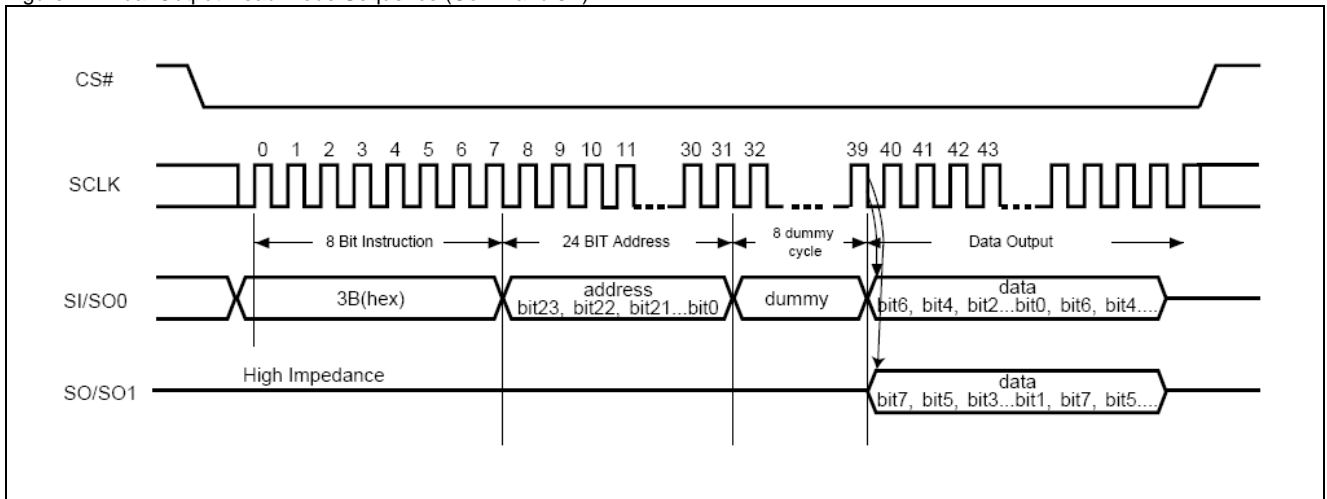 CS#
0 1 2 3 4 5 6 7 8 9 10 11 30 31 32 39 40 41 42 43
SCLK
8 Bit Instruction
24 BIT Address
8 dummy
cycle
Data Output
SI/SO0
3B(hex)
address
bit23, bit22, bit21...bit0
dummy
data
bit6, bit4, bit2...bit0, bit6, bit4....
High Impedance
SO/SO1
data
bit7, bit5, bit3...bit1, bit7, bit5....